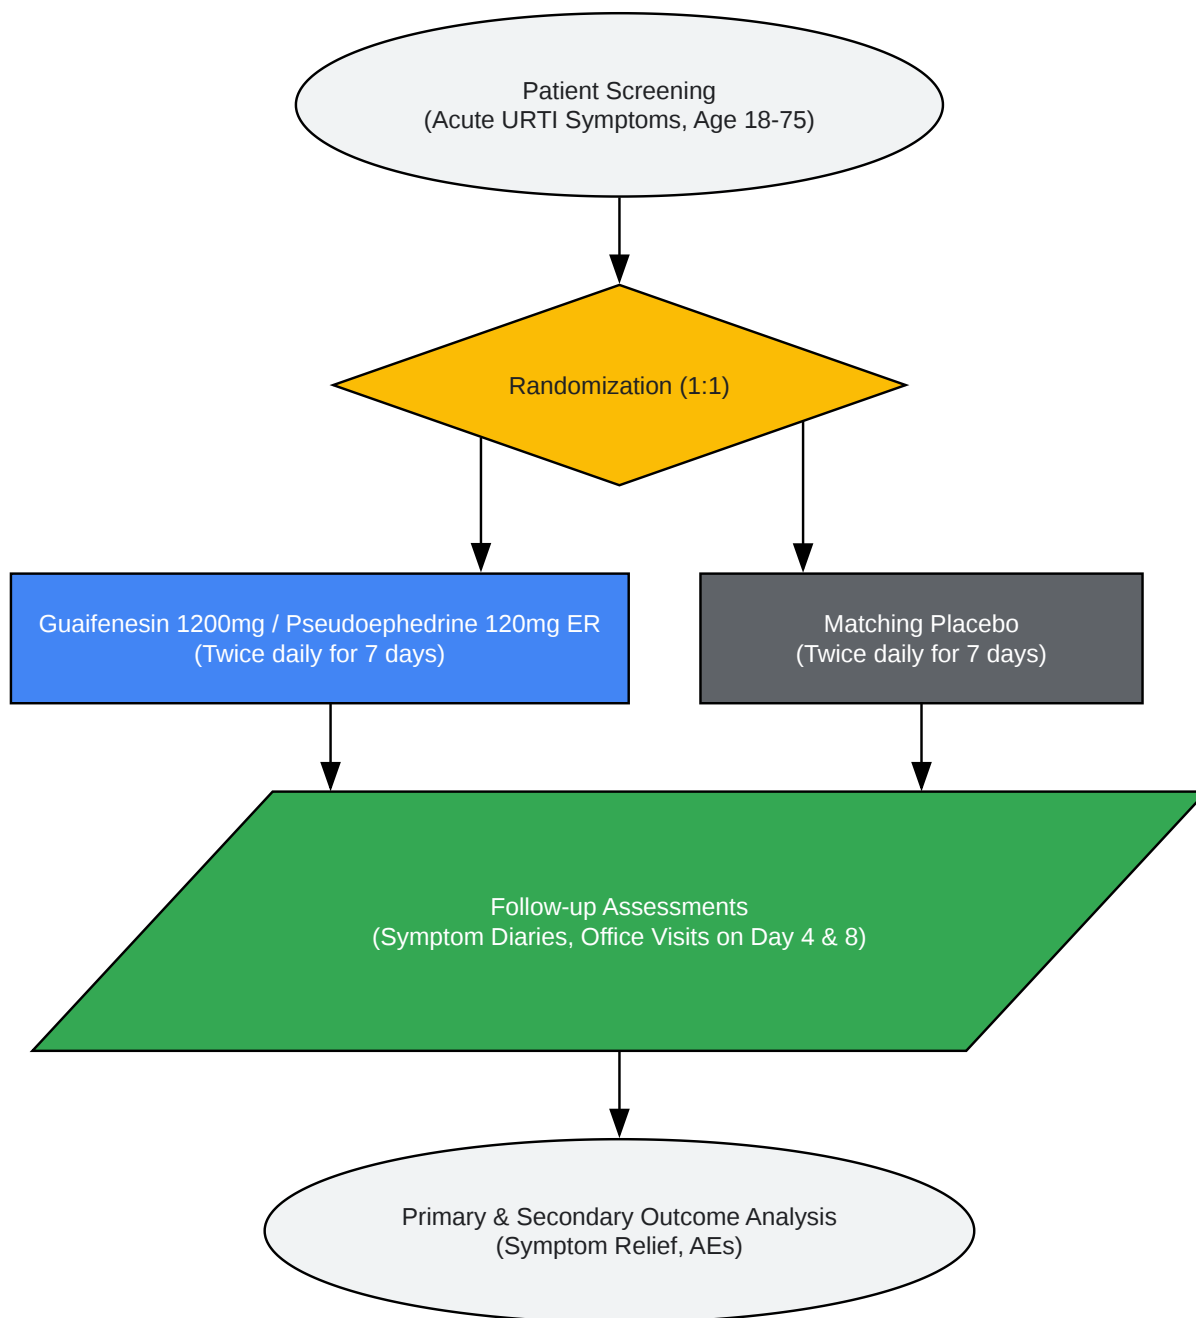 Patient Screening
(Acute URTI Symptoms, Age 18-75)
Randomization (1:1)
Guaifenesin 1200mg / Pseudoephedrine 120mg ER
(Twice daily for 7 days)
Matching Placebo
(Twice daily for 7 days)
Follow-up Assessments
(Symptom Diaries, Office Visits on Day 4 & 8)
Primary & Secondary Outcome Analysis
(Symptom Relief, AEs)